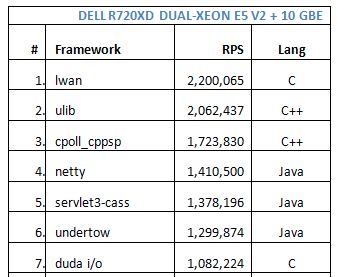 DELL R720XD DUAL-XEON E5 V2 + 10 GBE
# Framework RPS Lang
1. lwan 2,200,065 C
2. ulib 2,062,437 C++
3. cpoll_cppsp 1,723,830 C++
4. netty 1,410,500 Java
5. servlet3-cass 1,378,196 Java
6. undertow 1,299,874 Java
7. duda i/o 1,082,224 C